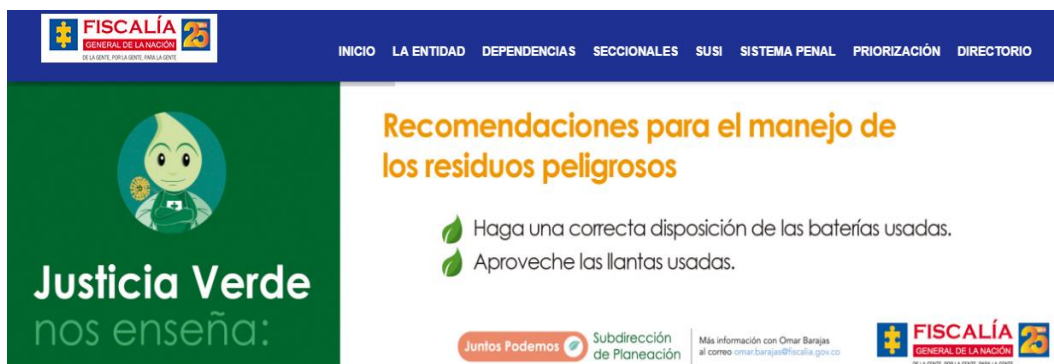 FISCALÍA 25
GENERAL DE LA NACIÓN
DE LA GENTE, POR LA GENTE, PARA LA GENTE
INICIO LA ENTIDAD DEPENDENCIAS SECCIONALES SUSI SISTEMA PENAL PRIORIZACIÓN DIRECTORIO
Justicia Verde
nos enseña:
Recomendaciones para el manejo de
los residuos peligrosos
Haga una correcta disposición de las baterías usadas.
Aproveche las llantas usadas.
Juntos Podemos
Subdirección
de Planeación
Más información con Omar Barajas
al correo omar.barajas@fiscalia.gov.co
FISCALÍA 25
GENERAL DE LA NACIÓN